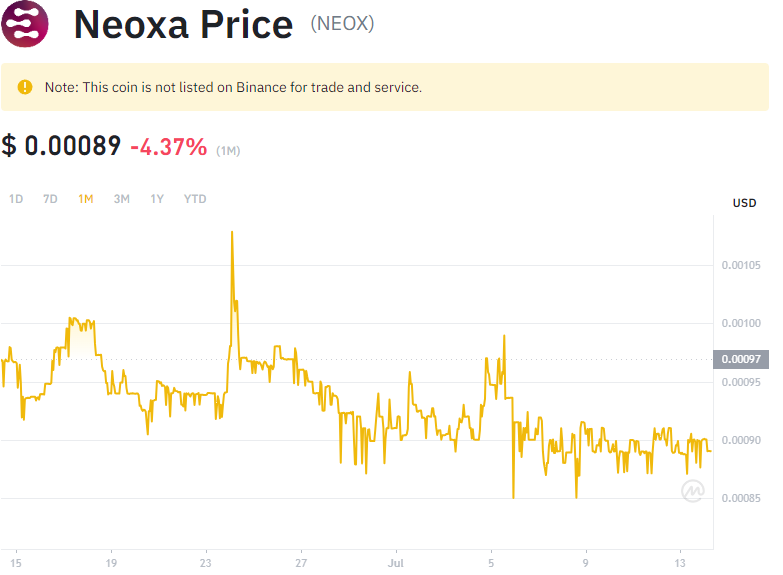 Neoxa Price (NEOX)
Note: This coin is not listed on Binance for trade and service.
$ 0.00089 -4.37% (1M)
1D 7D 1M 3M 1Y YTD
USD
0.00105
0.00100
0.00097
0.00095
0.00090
0.00085
15 19 23 27 Jul 5 9 13